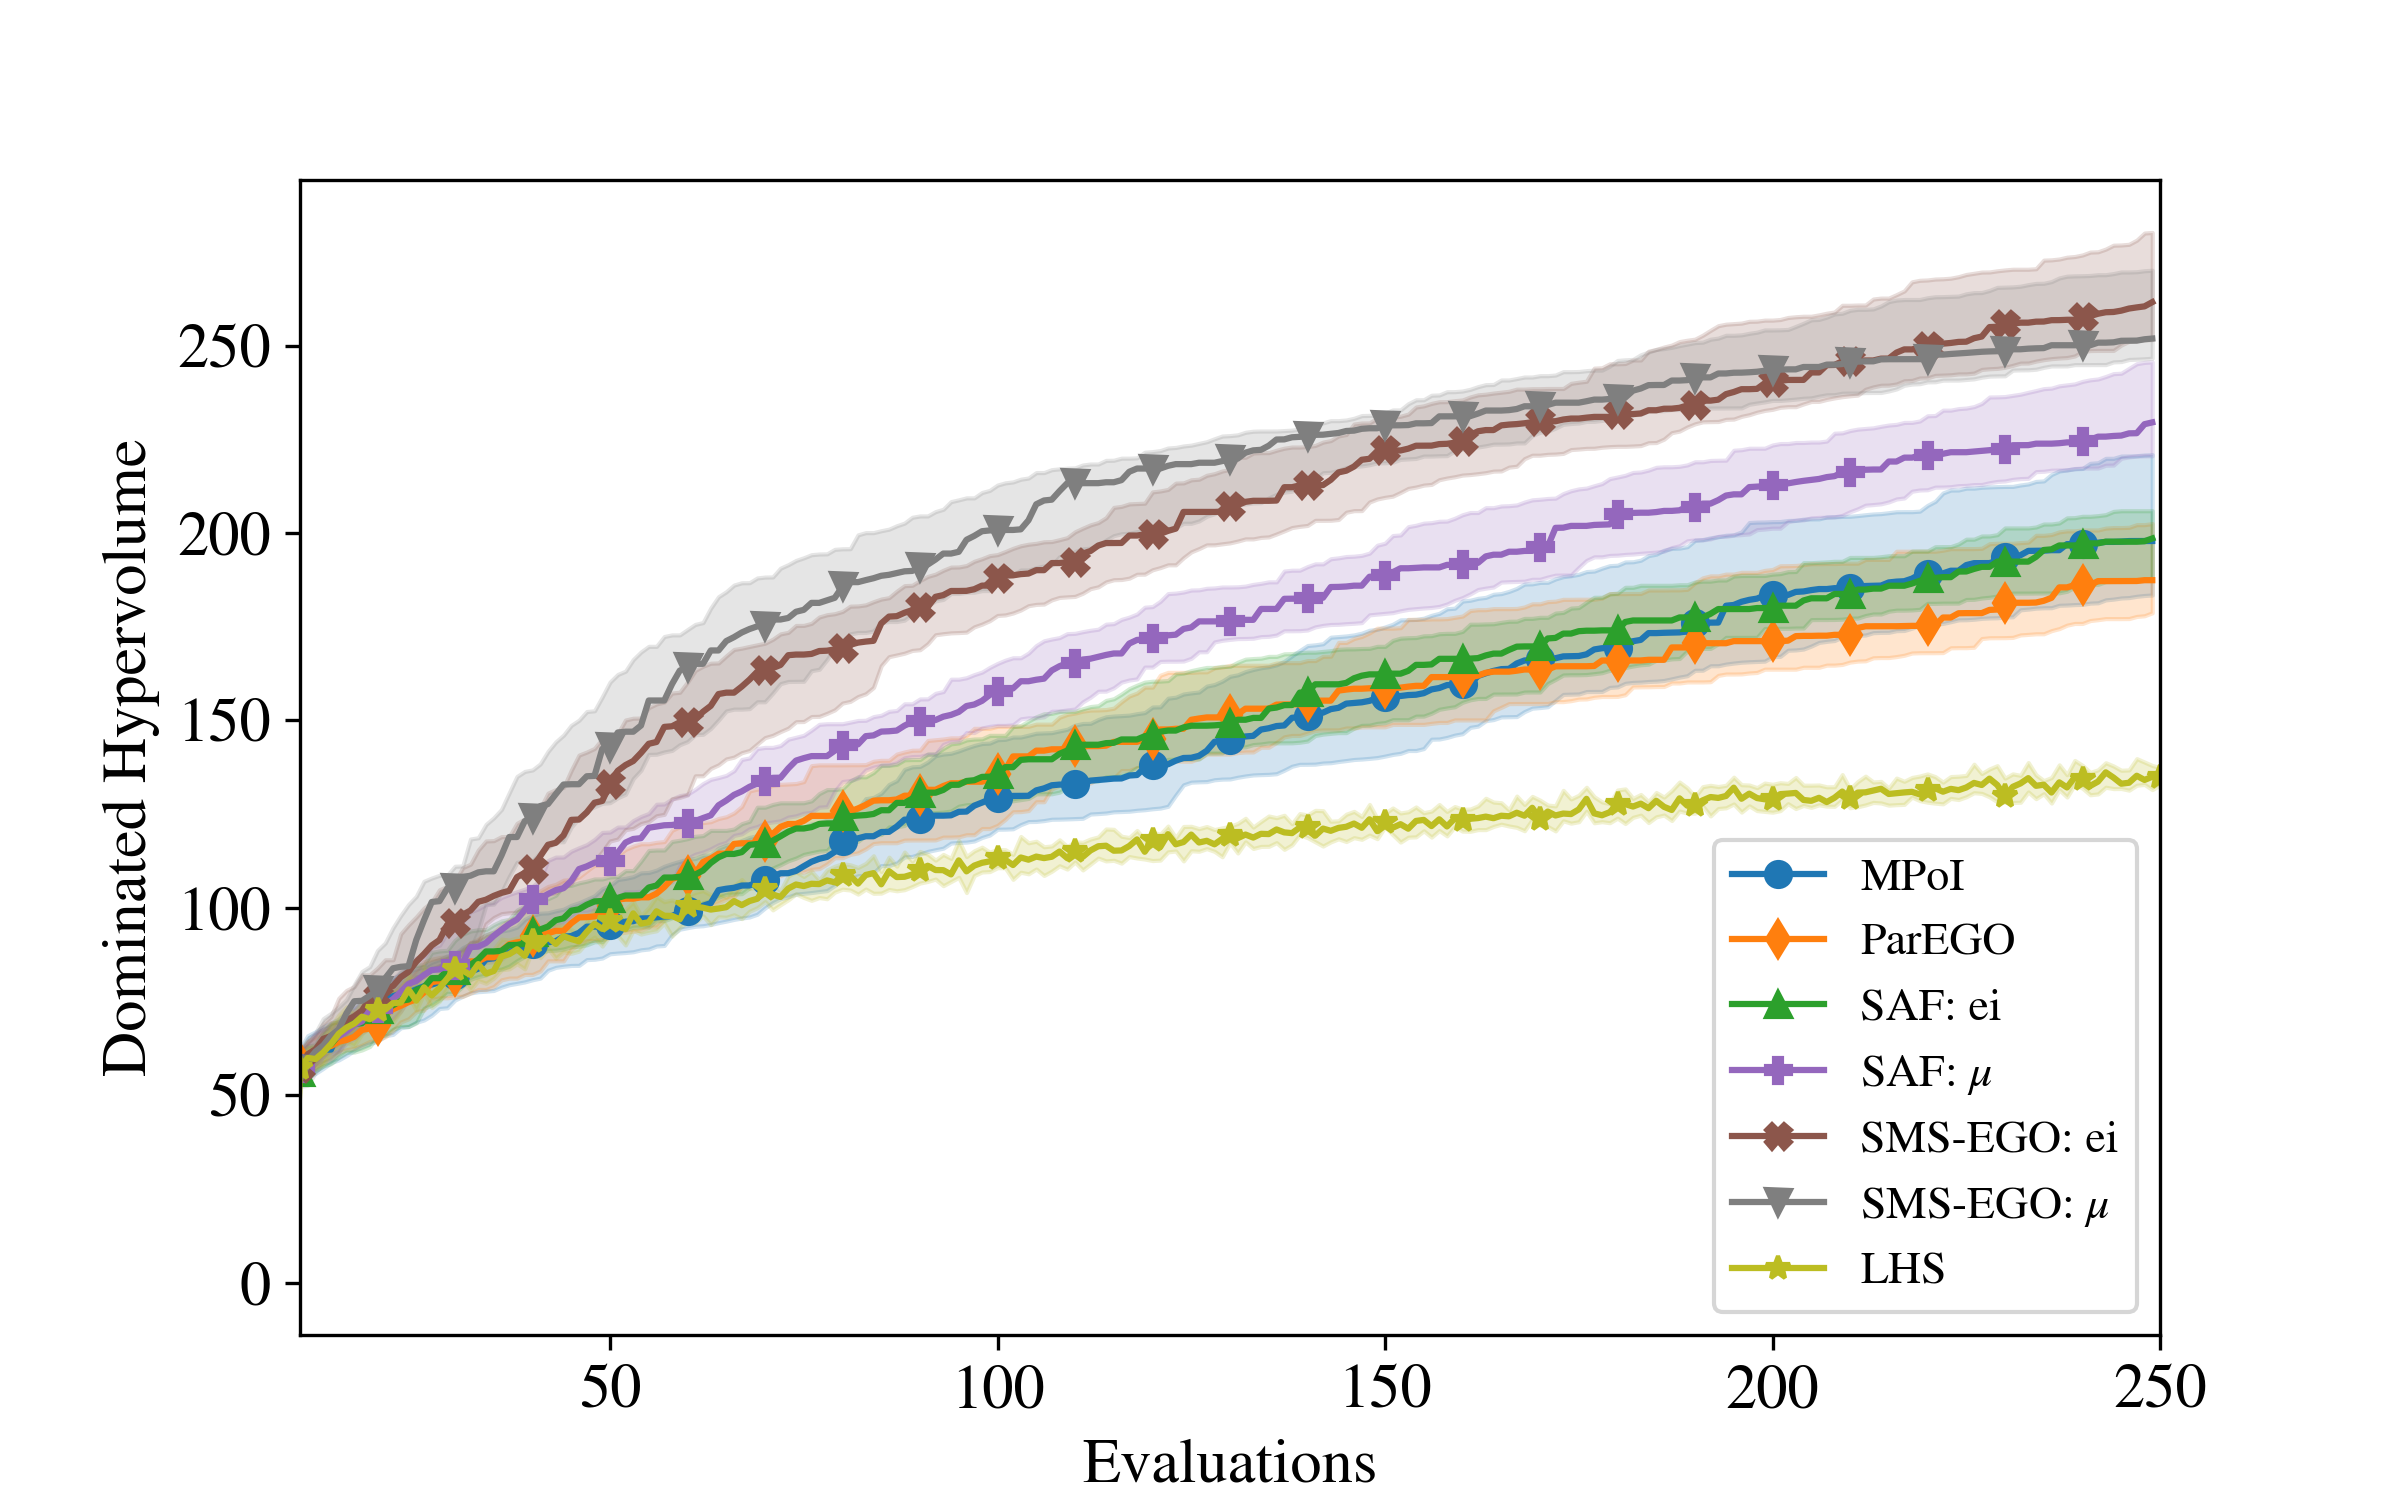 Dominated Hypervolume
250
200
150
100
50
0
MPoI
ParEGO
SAF: ei
SAF: μ
SMS-EGO: ei
SMS-EGO: μ
LHS
50 100 150 200 250
Evaluations